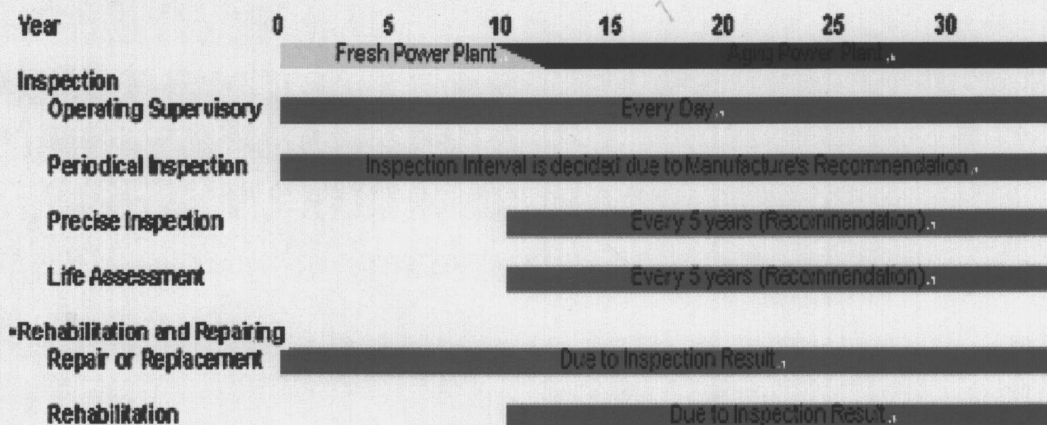 Year 0 5 10 15 20 25 30
Fresh Power Plant Aging Power Plant
Inspection
Operating Supervisory Every Day
Periodical Inspection Inspection Interval is decided due to Manufacture's Recommendation
Precise Inspection Every 5 years (Recommendation)
Life Assessment Every 5 years (Recommendation)
•Rehabilitation and Repairing
Repair or Replacement Due to Inspection Result
Rehabilitation Due to Inspection Result